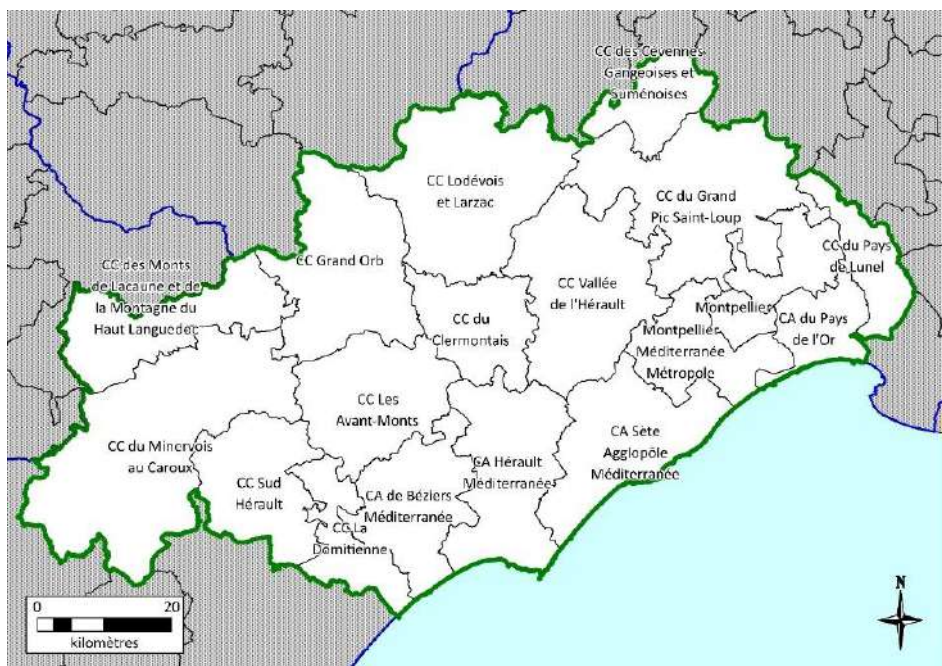 CC des Cévennes
Gangeoises et
Suménoises
CC Lodévois
et Larzac
CC du Grand
Pic Saint-Loup
CC Grand Orb
CC du Pays
de Lunel
CC des Monts
de Lacaune et de
la Montagne du
Haut Languedoc
CC Vallée
de l'Hérault
CC du
Clermontais
Montpellier
CA du Pays
de l'Or
Montpellier
Méditerranée
Métropole
CC Les
Avant-Monts
CC du Minervois
au Caroux
CA Sète
Agglopôle
Méditerranée
CA Hérault
Méditerranée
CC Sud
Hérault
CA de Béziers
Méditerranée
CC La
Domitienne
N
0 20
kilomètres